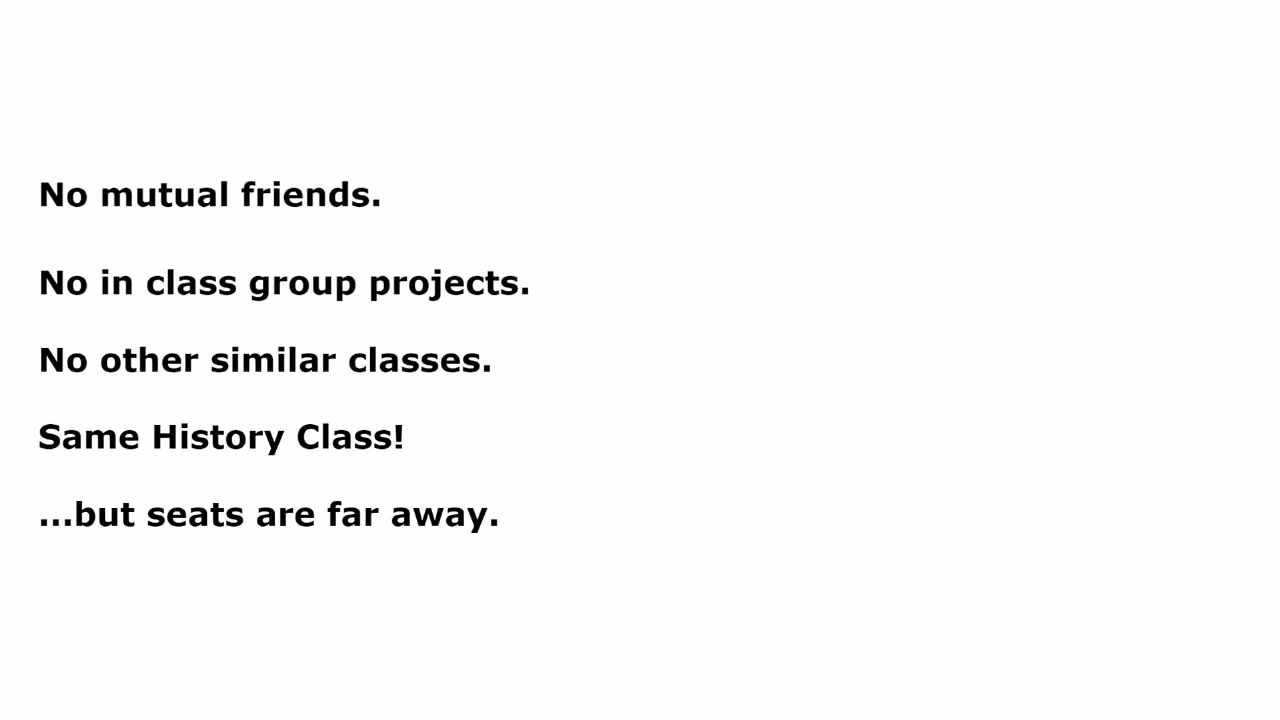 No mutual friends.
No in class group projects.
No other similar classes.
Same History Class!
...but seats are far away.